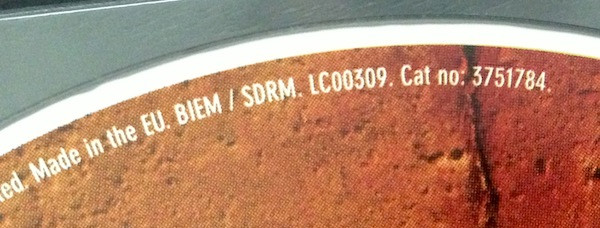 Made in the EU. BIEM / SDRM. LC00309. Cat no: 3751784.